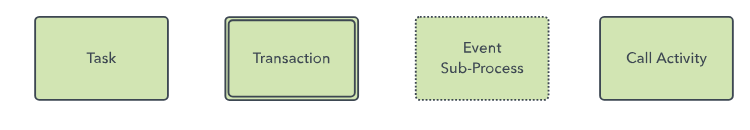 Task
Transaction
Event
Sub-Process
Call Activity